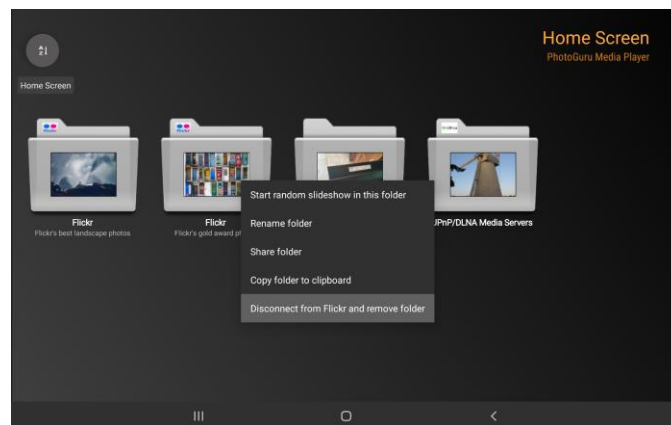 Home Screen
PhotoGuru Media Player
Home Screen
Flickr
Flickr's best landscape photos
Flickr
Flickr's gold award
UPnP/DLNA Media Servers
Start random slideshow in this folder
Rename folder
Share folder
Copy folder to clipboard
Disconnect from Flickr and remove folder